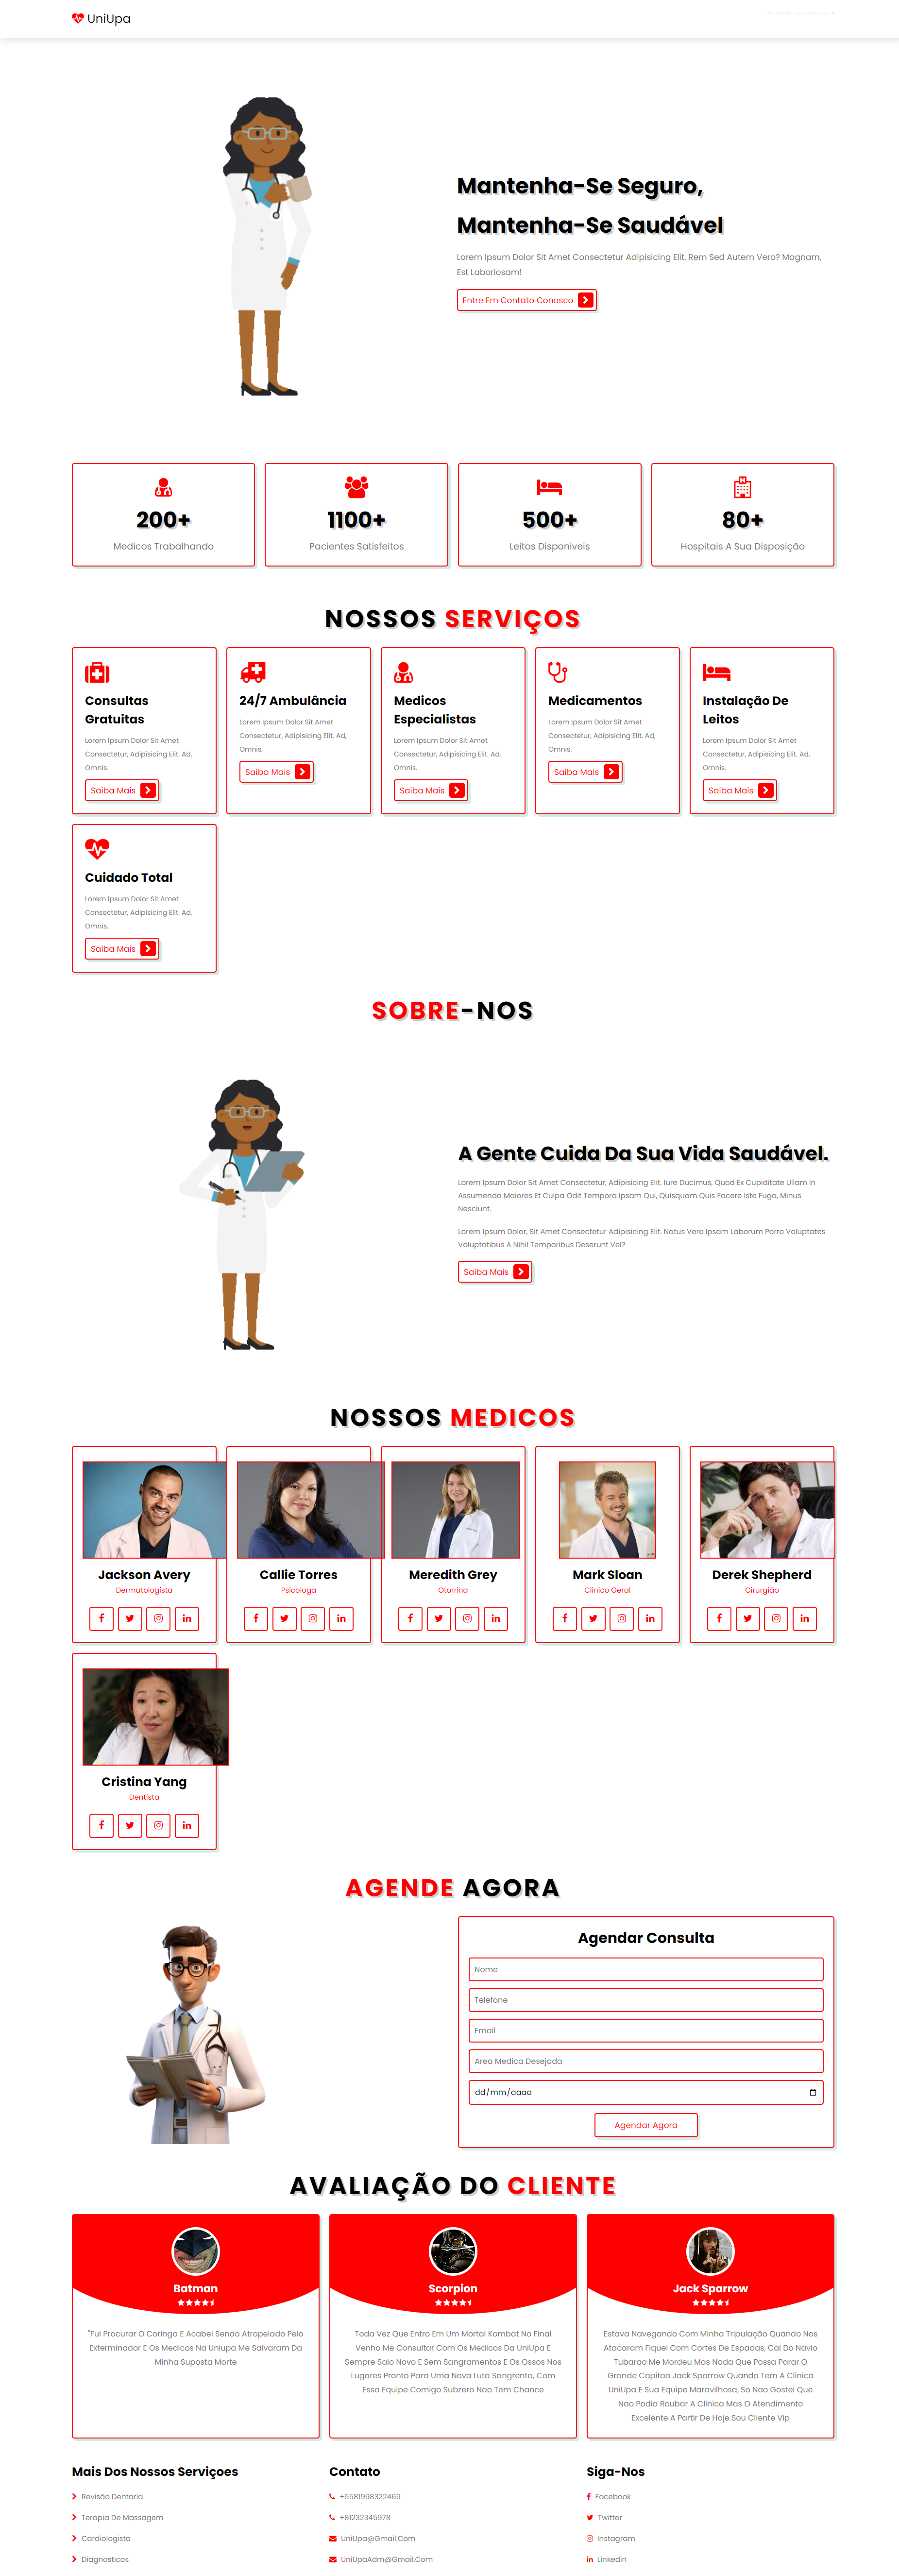 UniUpa
Mantenha-Se Seguro,
Mantenha-Se Saudável
Lorem Ipsum Dolor Sit Amet Consectetur Adipisicing Elit. Rem Sed Autem Vero? Magnam,
Est Laboriosam!
Entre Em Contato Conosco
200+
Medicos Trabalhando
1100+
Pacientes Satisfeitos
500+
Leitos Disponiveis
80+
Hospitais A Sua Disposição
NOSSOS SERVIÇOS
Consultas
Gratuitas
Lorem Ipsum Dolor Sit Amet
Consectetur, Adipisicing Elit. Ad,
Omnis.
Saiba Mais
24/7 Ambulância
Lorem Ipsum Dolor Sit Amet
Consectetur, Adipisicing Elit. Ad,
Omnis.
Saiba Mais
Medicos
Especialistas
Lorem Ipsum Dolor Sit Amet
Consectetur, Adipisicing Elit. Ad,
Omnis.
Saiba Mais
Medicamentos
Lorem Ipsum Dolor Sit Amet
Consectetur, Adipisicing Elit. Ad,
Omnis.
Saiba Mais
Instalação De
Leitos
Lorem Ipsum Dolor Sit Amet
Consectetur, Adipisicing Elit. Ad,
Omnis.
Saiba Mais
Cuidado Total
Lorem Ipsum Dolor Sit Amet
Consectetur, Adipisicing Elit. Ad,
Omnis.
Saiba Mais
SOBRE-NOS
A Gente Cuida Da Sua Vida Saudável.
Lorem Ipsum Dolor Sit Amet Consectetur, Adipisicing Elit. Iure Ducimus, Quod Ex Cupiditate Ullam In
Assumenda Maiores Et Culpa Odit Tempora Ipsam Qui, Quisquam Quis Facere Iste Fuga, Minus
Nesciunt.
Lorem Ipsum Dolor, Sit Amet Consectetur Adipisicing Elit. Natus Vero Ipsam Laborum Porro Voluptates
Voluptatibus A Nihil Temporibus Deserunt Vel?
Saiba Mais
NOSSOS MEDICOS
Jackson Avery
Dermatologista
Callie Torres
Psicologa
Meredith Grey
Otorrina
Mark Sloan
Clinico Geral
Derek Shepherd
Cirurgião
Cristina Yang
Dentista
AGENDE AGORA
Agendar Consulta
Nome
Telefone
Email
Area Medica Desejada
dd/mm/aaaa
Agendar Agora
AVALIAÇÃO DO CLIENTE
Batman
"Fui Procurar O Coringa E Acabei Sendo Atropelado Pelo
Exterminador E Os Medicos Na Uniupa Me Salvaram Da
Minha Suposta Morte
Scorpion
Toda Vez Que Entro Em Um Mortal Kombat No Final
Venho Me Consultar Com Os Medicos Da UniUpa E
Sempre Saio Novo E Sem Sangramentos E Os Ossos Nos
Lugares Pronto Para Uma Nova Luta Sangrenta, Com
Essa Equipe Comigo Subzero Nao Tem Chance
Jack Sparrow
Estava Navegando Com Minha Tripulação Quando Nos
Atacaram Fiquei Com Cortes De Espadas, Cai Do Navio
Tubarao Me Mordeu Mas Nada Que Possa Parar O
Grande Capitao Jack Sparrow Quando Tem A Clinica
UniUpa E Sua Equipe Maravilhosa, So Nao Gostei Que
Nao Podia Roubar A Clinica Mas O Atendimento
Excelente A Partir De Hoje Sou Cliente Vip
Mais Dos Nossos Serviçoes
Revisão Dentaria
Terapia De Massagem
Cardiologista
Diagnosticos
Contato
+5581998322469
+81232345978
UniUpa@Gmail.Com
UniUpaAdm@Gmail.Com
Siga-Nos
Facebook
Twitter
Instagram
Linkedin